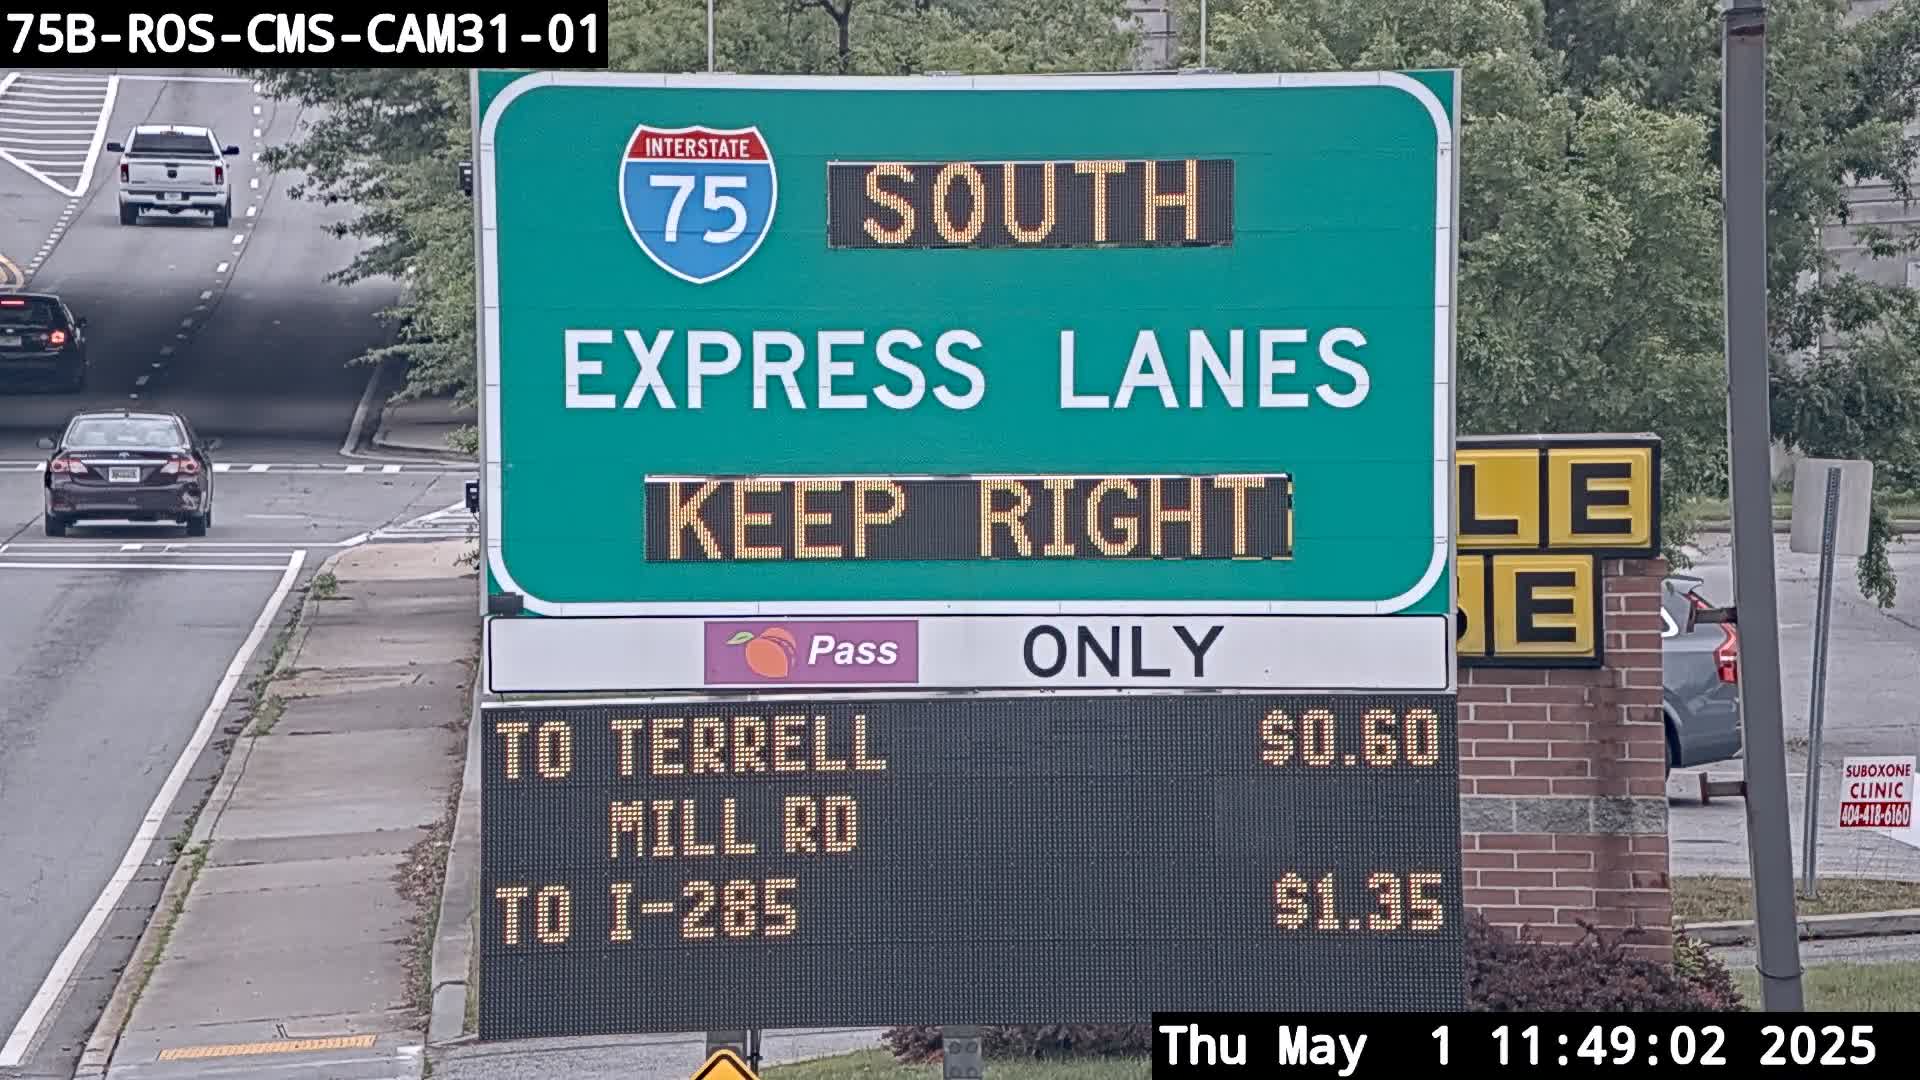 75B-ROS-CMS-CAM31-01
INTERSTATE
75
SOUTH
EXPRESS LANES
KEEP RIGHT
Pass ONLY
TO TERRELL $0.60
MILL RD
TO I-285 $1.35
LE
E
SUBOXONE
CLINIC
404-418-6160
Thu May 1 11:49:02 2025